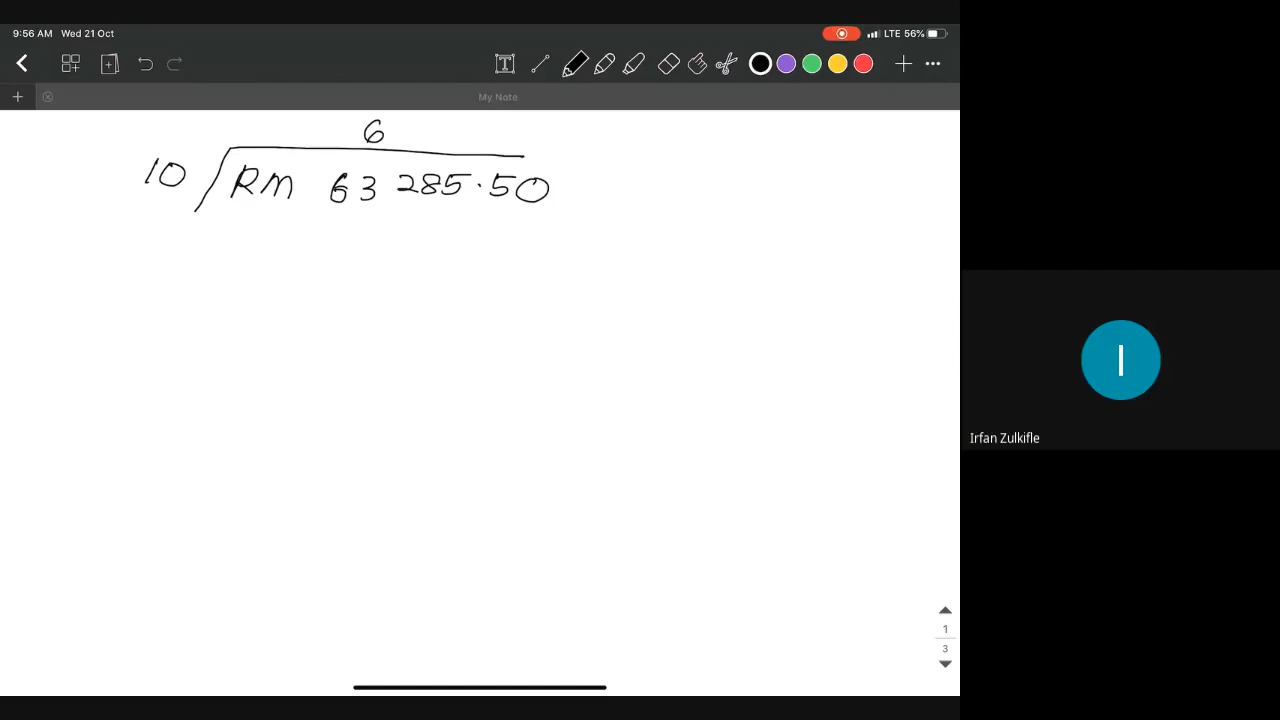 9:56 AM Wed 21 Oct
LTE 56%
My Note
6
10 RM 63 285.50
1
3
I
Irfan Zulkifle